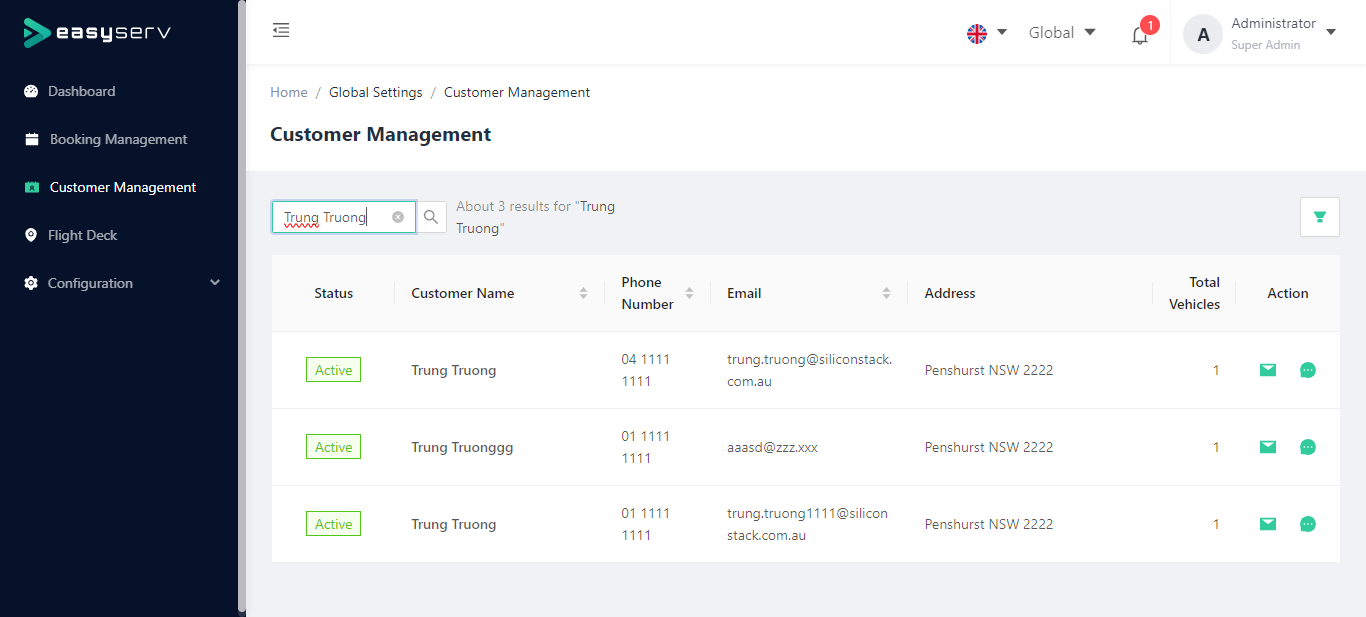 easyserv
Dashboard
Booking Management
Customer Management
Flight Deck
Configuration
Global
1
A
Administrator
Super Admin
Home / Global Settings / Customer Management
Customer Management
Trung Truong
About 3 results for "Trung
Truong"
Status
Customer Name
Phone
Number
Email
Address
Total
Vehicles
Action
Active
Trung Truong
04 1111
1111
trung.truong@siliconstack.
com.au
Penshurst NSW 2222
1
Active
Trung Truonggg
01 1111
1111
aaasd@zzz.xxx
Penshurst NSW 2222
1
Active
Trung Truong
01 1111
1111
trung.truong1111@silicon
stack.com.au
Penshurst NSW 2222
1